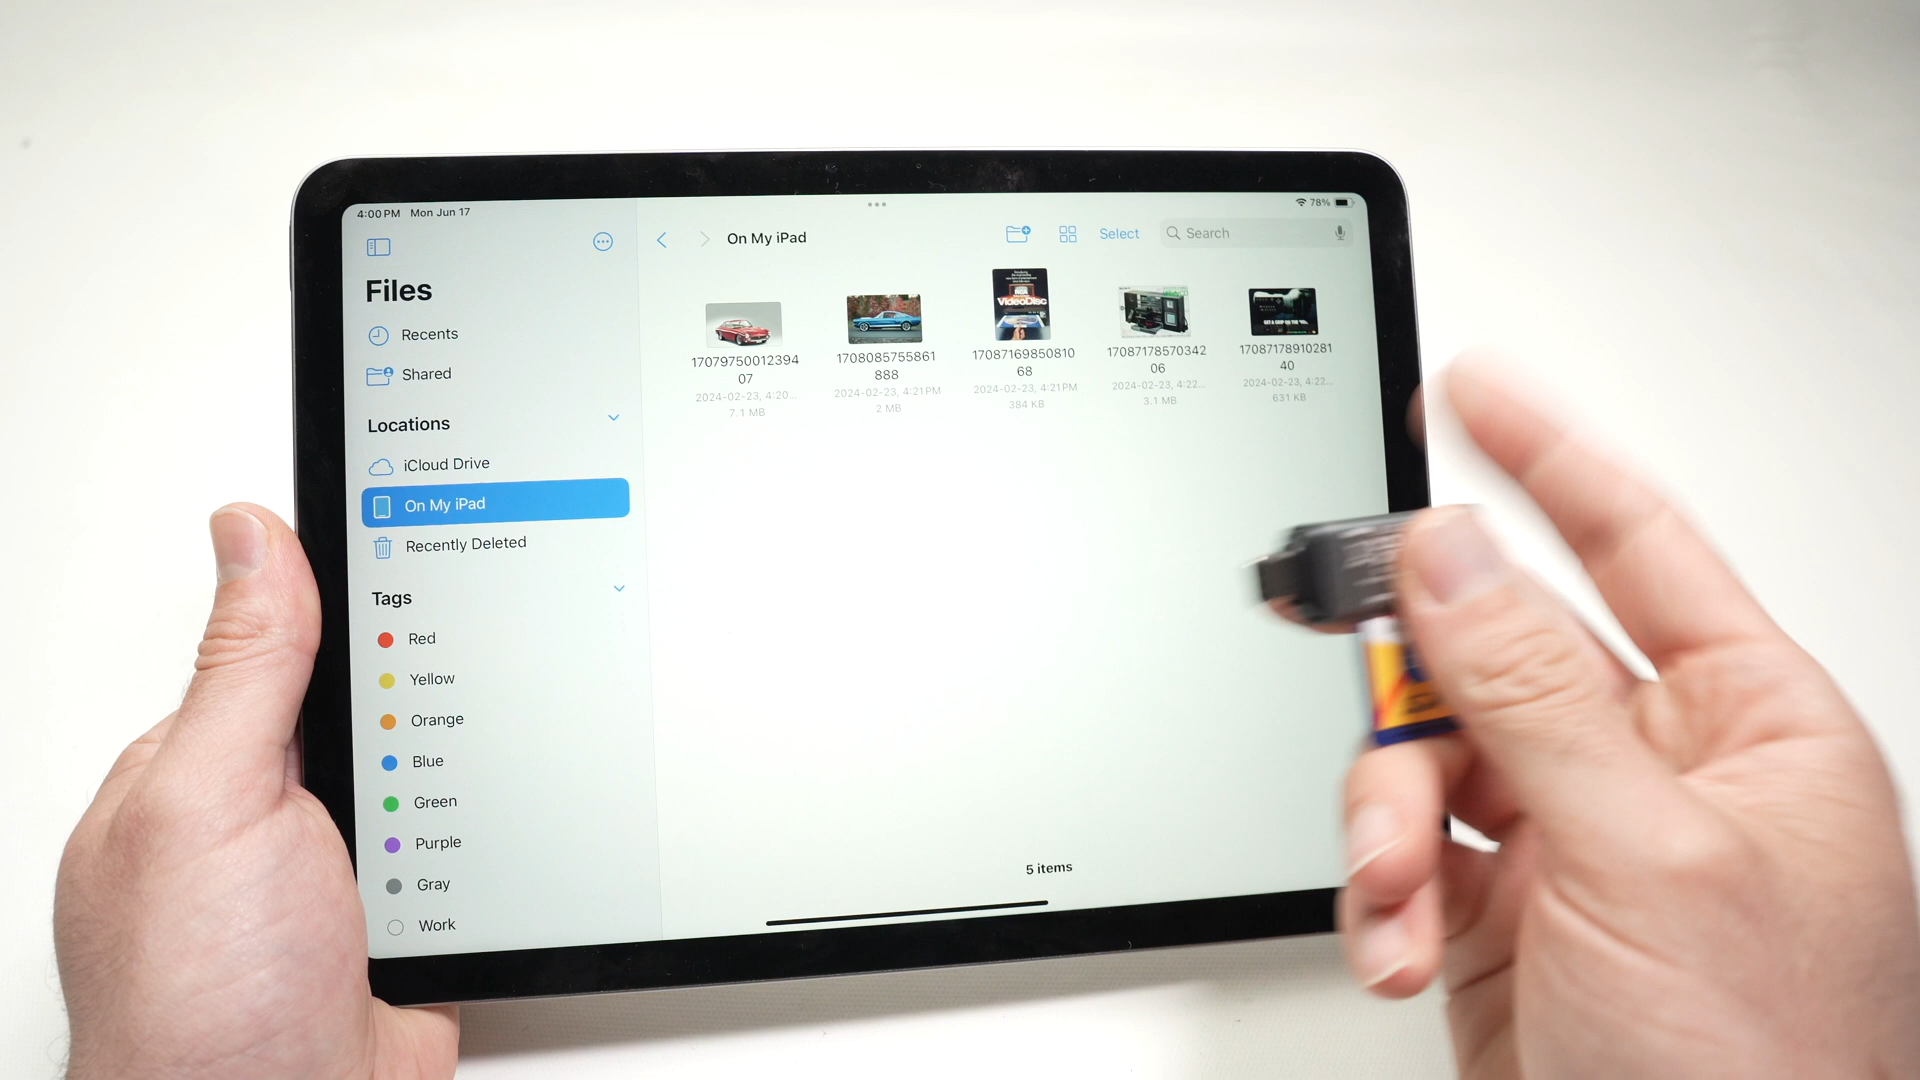 4:00 PM Mon Jun 17
78%
Files
Recents
Shared
Locations
iCloud Drive
On My iPad
Recently Deleted
Tags
Red
Yellow
Orange
Blue
Green
Purple
Gray
Work
On My iPad
Select
Search
VideoDisc
17079750012394
07
2024-02-23, 4:20...
7.1 MB
1708085755861
888
2024-02-23, 4:21 PM
2 MB
17087169850810
68
2024-02-23, 4:21 PM
384 KB
17087178570342
06
2024-02-23, 4:22...
3.1 MB
17087178910281
40
2024-02-23, 4:22...
631 KB
5 items